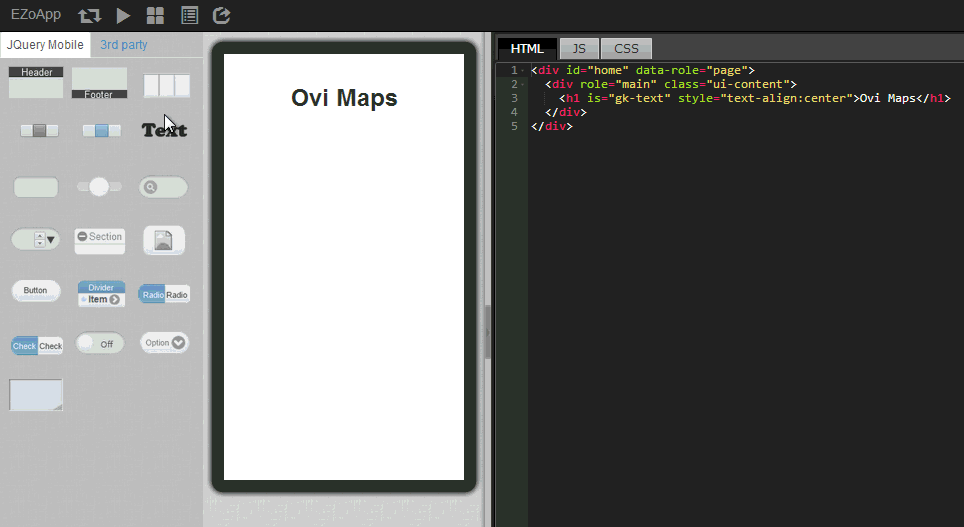 EZoApp
JQuery Mobile 3rd party
Header
Footer
Text
Section
Button
Divider
Item
Radio Radio
Check Check
Off
Option
Ovi Maps
HTML JS CSS
1 <div id="home" data-role="page">
2 <div role="main" class="ui-content">
3 <h1 is="gk-text" style="text-align:center">Ovi Maps</h1>
4 </div>
5 </div>